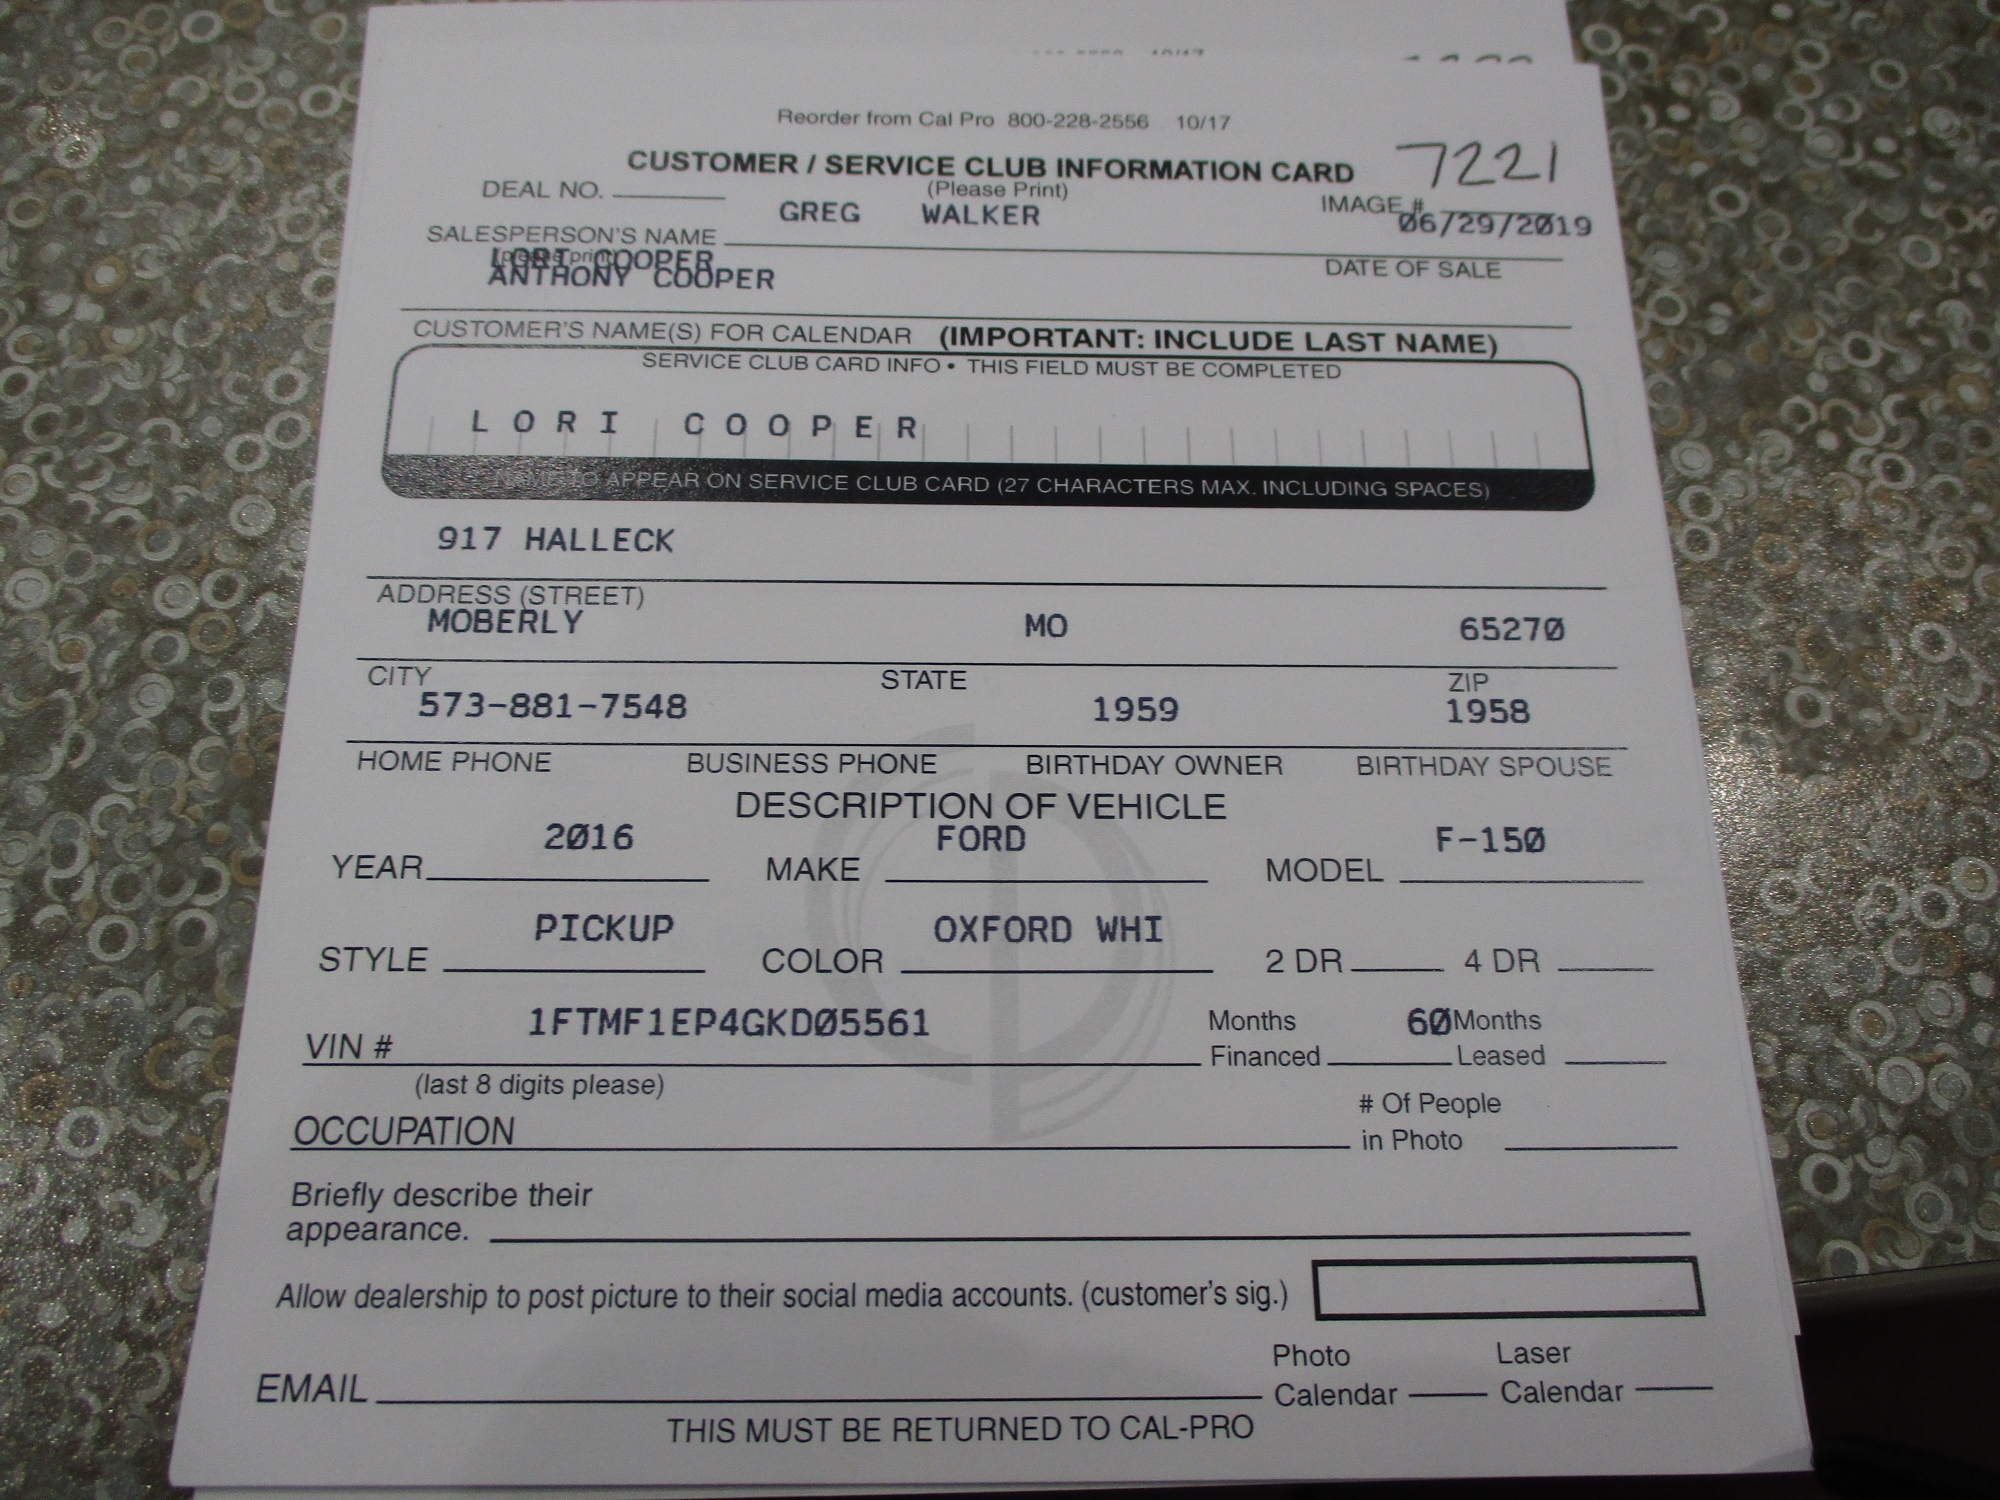 Reorder from Cal Pro 800-228-2556 10/17
CUSTOMER / SERVICE CLUB INFORMATION CARD 7221
DEAL NO. (Please Print) IMAGE #
GREG WALKER 06/29/2019
SALESPERSON'S NAME
(please print) DATE OF SALE
LORI COOPER
ANTHONY COOPER
CUSTOMER'S NAME(S) FOR CALENDAR (IMPORTANT: INCLUDE LAST NAME)
SERVICE CLUB CARD INFO • THIS FIELD MUST BE COMPLETED
LORI COOPER
NAME TO APPEAR ON SERVICE CLUB CARD (27 CHARACTERS MAX. INCLUDING SPACES)
917 HALLECK
ADDRESS (STREET)
MOBERLY MO 65270
CITY STATE ZIP
573-881-7548 1959 1958
HOME PHONE BUSINESS PHONE BIRTHDAY OWNER BIRTHDAY SPOUSE
DESCRIPTION OF VEHICLE
2016 FORD F-150
YEAR MAKE MODEL
PICKUP OXFORD WHI
STYLE COLOR 2 DR 4 DR
1FTMF1EP4GKD05561 Months 60 Months
VIN # Financed Leased
(last 8 digits please)
# Of People
OCCUPATION in Photo
Briefly describe their
appearance.
Allow dealership to post picture to their social media accounts. (customer's sig.)
Photo Laser
EMAIL Calendar Calendar
THIS MUST BE RETURNED TO CAL-PRO